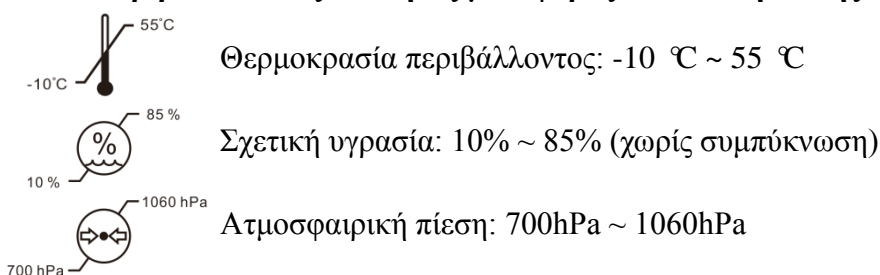 55°C
Θερμοκρασία περιβάλλοντος: -10 ℃ ~ 55 ℃
-10°C
85 %
%
Σχετική υγρασία: 10% ~ 85% (χωρίς συμπύκνωση)
10 %
1060 hPa
Ατμοσφαιρική πίεση: 700hPa ~ 1060hPa
700 hPa